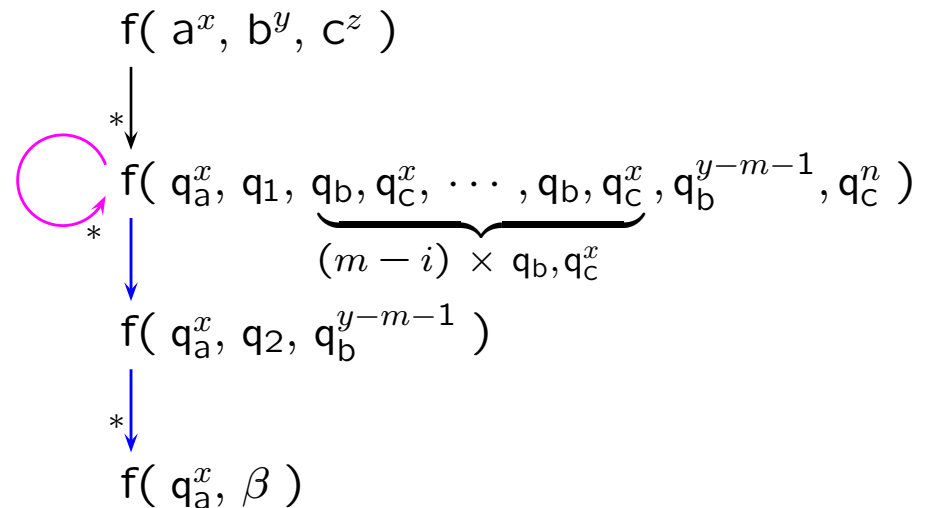 f( a^x, b^y, c^z )
*
f( q_a^x, q_1, q_b, q_c^x, ⋯ , q_b, q_c^x , q_b^{y−m−1}, q_c^n )
*
(m − i) × q_b, q_c^x
f( q_a^x, q_2, q_b^{y−m−1} )
*
f( q_a^x, β )